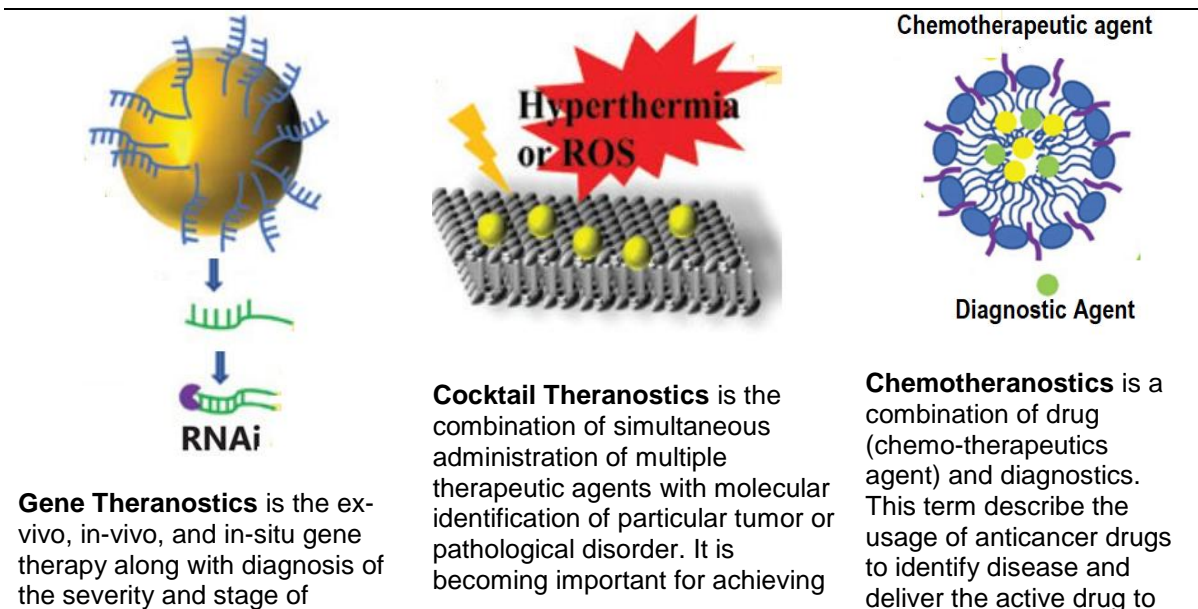 RNAi
Gene Theranostics is the ex-
vivo, in-vivo, and in-situ gene
therapy along with diagnosis of
the severity and stage of
Hyperthermia
or ROS
Cocktail Theranostics is the
combination of simultaneous
administration of multiple
therapeutic agents with molecular
identification of particular tumor or
pathological disorder. It is
becoming important for achieving
Chemotherapeutic agent
Diagnostic Agent
Chemotheranostics is a
combination of drug
(chemo-therapeutics
agent) and diagnostics.
This term describe the
usage of anticancer drugs
to identify disease and
deliver the active drug to